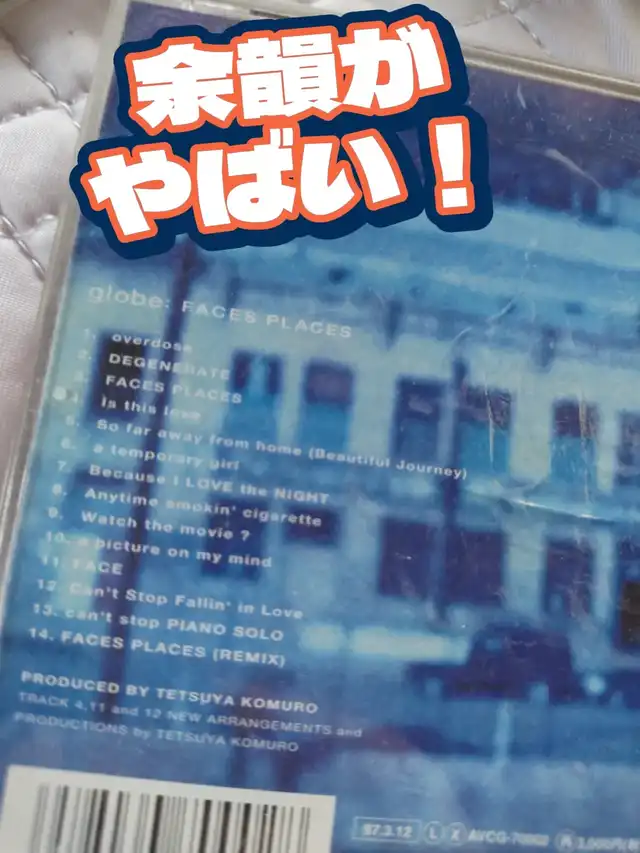 余韻が
やばい!
globe: FACES PLACES
1. overdose
2. DEGENERATE
3. FACES PLACES
4. is this love
5. So far away from home (Beautiful Journey)
6. a temporary girl
7. Because I LOVE the NIGHT
8. Anytime smokin' cigarette
9. Watch the movie ?
10. a picture on my mind
11. FACE
12. Can't Stop Fallin' in Love
13. can't stop PIANO SOLO
14. FACES PLACES (REMIX)
PRODUCED BY TETSUYA KOMURO
TRACK 4,11 and 12 NEW ARRANGEMENTS and
PRODUCTIONS by TETSUYA KOMURO
97.3.12 L X